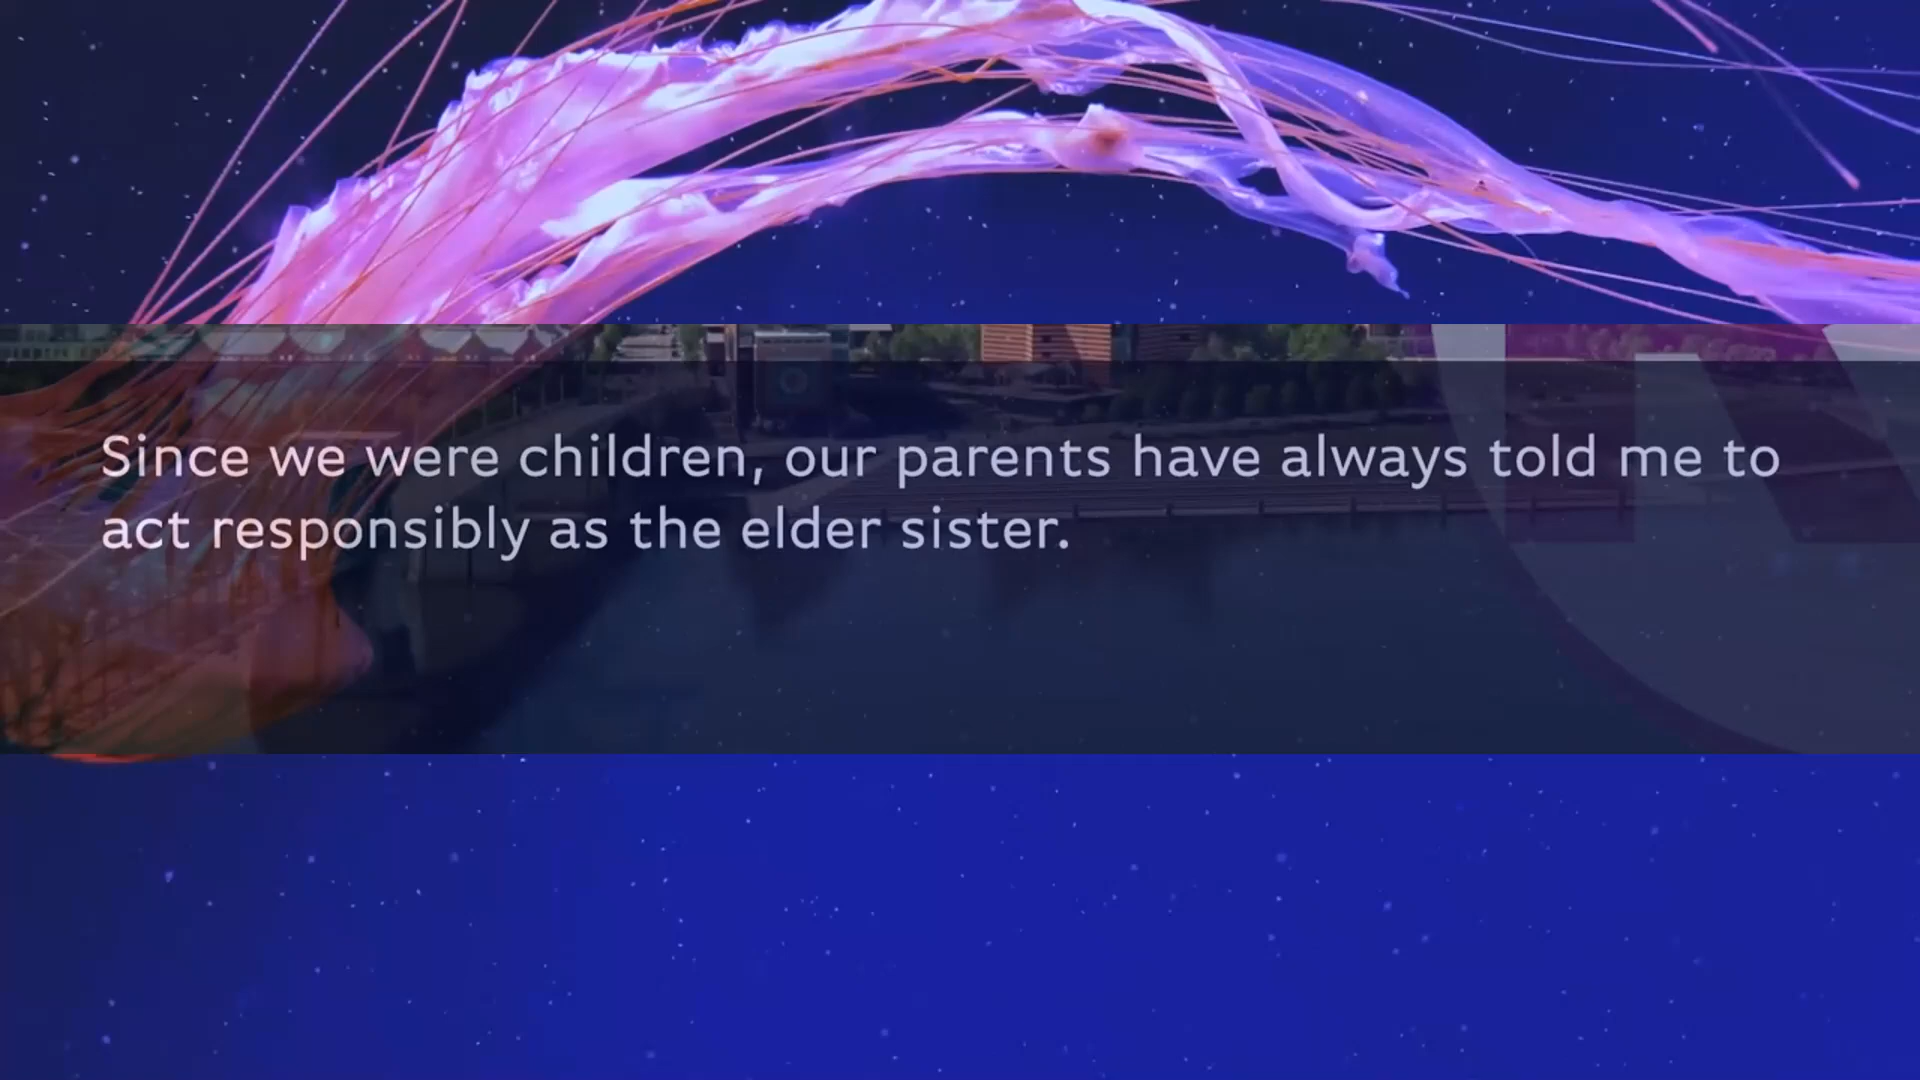 Since we were children, our parents have always told me to
act responsibly as the elder sister.